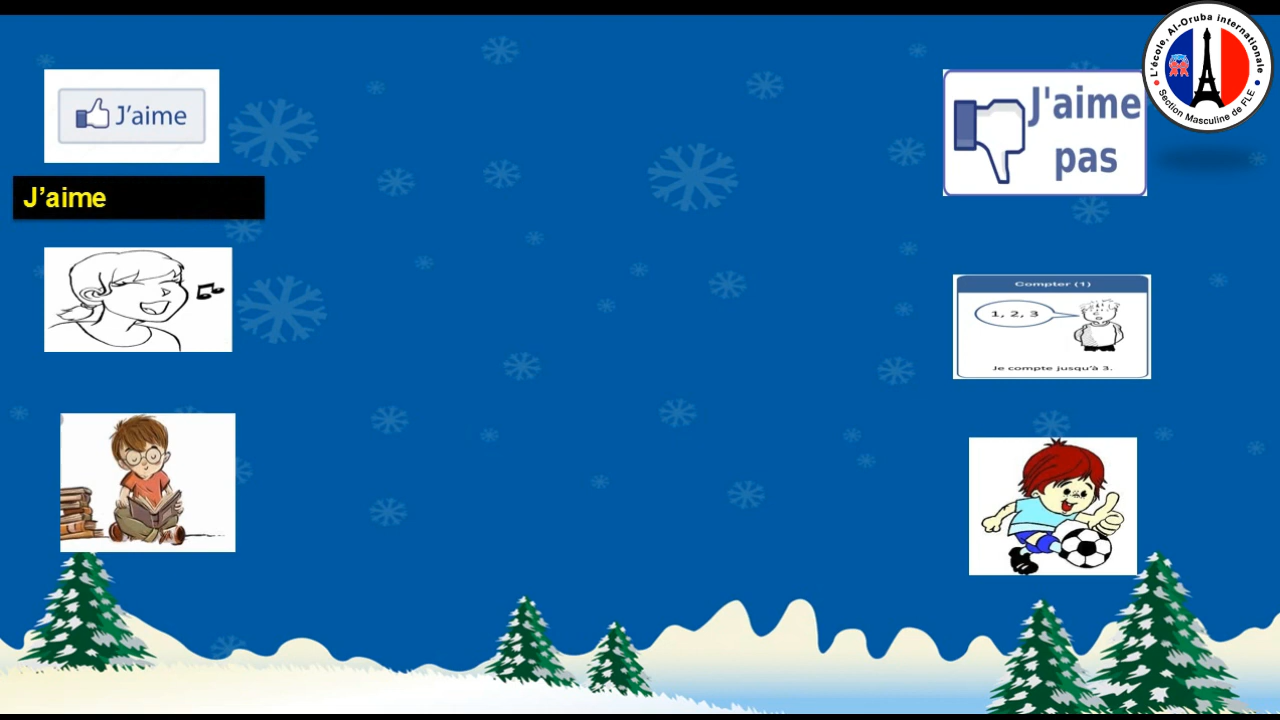 J'aime
J'aime
pas
L'école. Al-Oruba internationale
Section Masculine de FLE
J'aime
Compter (1)
1, 2, 3
Je compte jusqu'à 3.